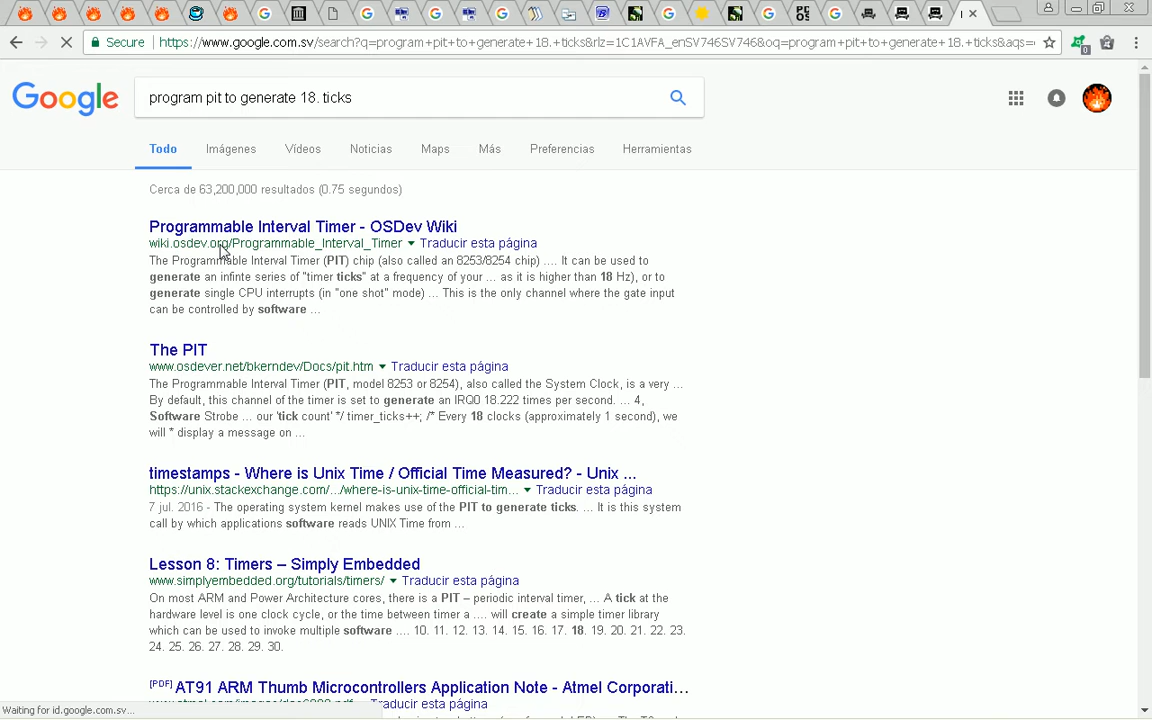 Secure https://www.google.com.sv/search?q=program+pit+to+generate+18.+ticks&rlz=1C1AVFA_enSV746SV746&oq=program+pit+to+generate+18.+ticks&aqs=
0
Google program pit to generate 18. ticks
Todo Imágenes Vídeos Noticias Maps Más Preferencias Herramientas
Cerca de 63,200,000 resultados (0.75 segundos)
Programmable Interval Timer - OSDev Wiki
wiki.osdev.org/Programmable_Interval_Timer Traducir esta página
The Programmable Interval Timer (PIT) chip (also called an 8253/8254 chip) .... It can be used to
generate an infinte series of "timer ticks" at a frequency of your ... as it is higher than 18 Hz), or to
generate single CPU interrupts (in "one shot" mode) ... This is the only channel where the gate input
can be controlled by software ...
The PIT
www.osdever.net/bkerndev/Docs/pit.htm Traducir esta página
The Programmable Interval Timer (PIT, model 8253 or 8254), also called the System Clock, is a very ...
By default, this channel of the timer is set to generate an IRQ0 18.222 times per second. ... 4,
Software Strobe ... our 'tick count' */ timer_ticks++; /* Every 18 clocks (approximately 1 second), we
will * display a message on ...
timestamps - Where is Unix Time / Official Time Measured? - Unix ...
https://unix.stackexchange.com/.../where-is-unix-time-official-tim... Traducir esta página
7 jul. 2016 - The operating system kernel makes use of the PIT to generate ticks. ... It is this system
call by which applications software reads UNIX Time from ...
Lesson 8: Timers – Simply Embedded
www.simplyembedded.org/tutorials/timers/ Traducir esta página
On most ARM and Power Architecture cores, there is a PIT – periodic interval timer, ... A tick at the
hardware level is one clock cycle, or the time between timer a .... will create a simple timer library
which can be used to invoke multiple software .... 10. 11. 12. 13. 14. 15. 16. 17. 18. 19. 20. 21. 22. 23.
24. 25. 26. 27. 28. 29. 30.
[PDF] AT91 ARM Thumb Microcontrollers Application Note - Atmel Corporati...
Traducir esta página
Waiting for id.google.com.sv...